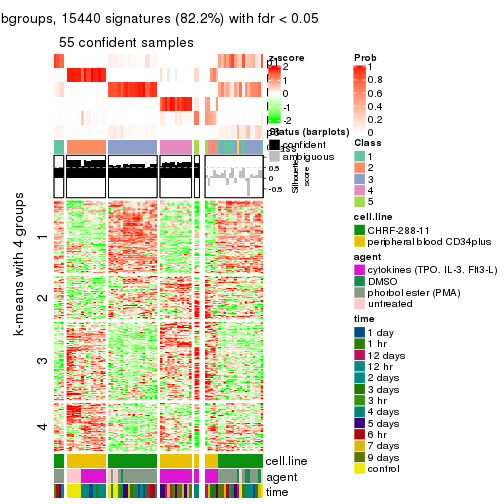 bgroups, 15440 signatures (82.2%) with fdr < 0.05
55 confident samples
z-score
2
1
0
-1
-2
Status (barplots)
confident
ambiguous
Silhouette score
0.5
0
-0.5
k-means with 4 groups
1
2
3
4
cell.line
agent
time
Prob
1
0.8
0.6
0.4
0.2
0
Class
1
2
3
4
5
cell.line
CHRF-288-11
peripheral blood CD34plus
agent
cytokines (TPO, IL-3, Flt3-L)
DMSO
phorbol ester (PMA)
untreated
time
1 day
1 hr
12 days
12 hr
2 days
3 days
3 hr
4 days
5 days
6 hr
7 days
9 days
control